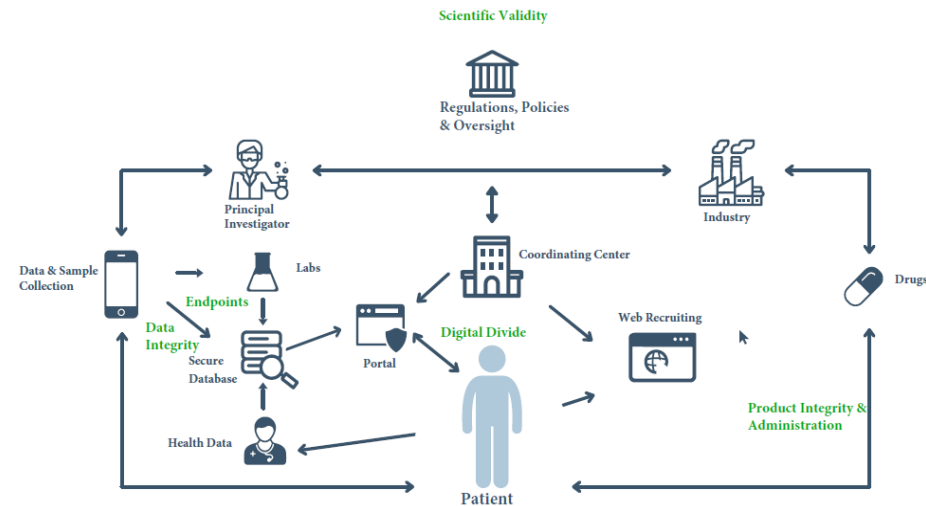 Scientific Validity
Regulations, Policies
& Oversight
Principal
Investigator
Industry
Data & Sample
Collection
Labs
Coordinating Center
Drugs
Endpoints
Data
Integrity
Secure
Database
Portal
Digital Divide
Web Recruiting
Product Integrity &
Administration
Health Data
Patient